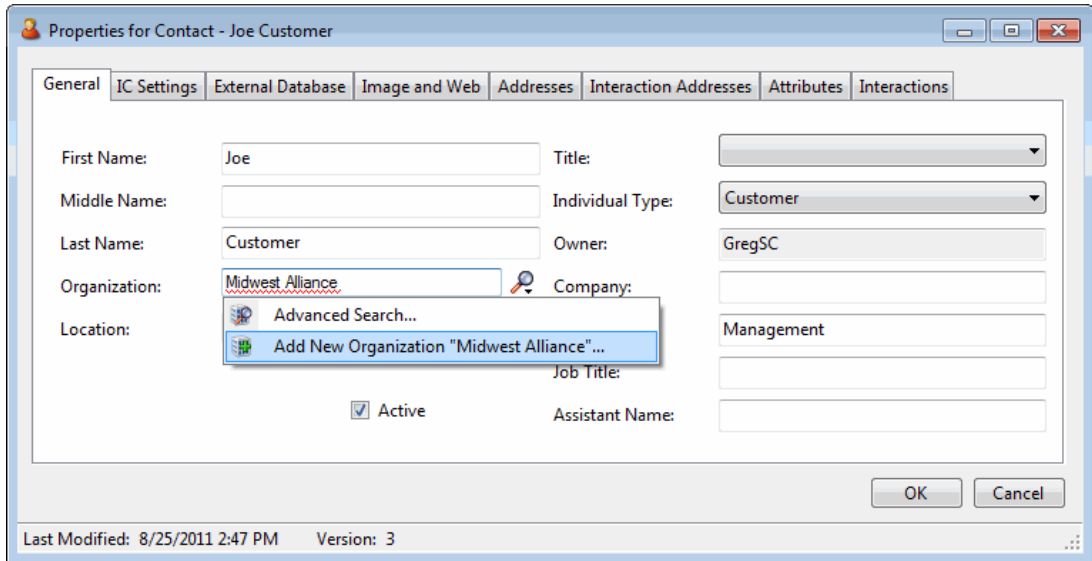 Properties for Contact - Joe Customer
General IC Settings External Database Image and Web Addresses Interaction Addresses Attributes Interactions
First Name: Joe Title:
Middle Name: Individual Type: Customer
Last Name: Customer Owner: GregSC
Organization: Midwest Alliance Company:
Advanced Search...
Location: Management
Add New Organization "Midwest Alliance"...
Job Title:
Active Assistant Name:
OK Cancel
Last Modified: 8/25/2011 2:47 PM Version: 3